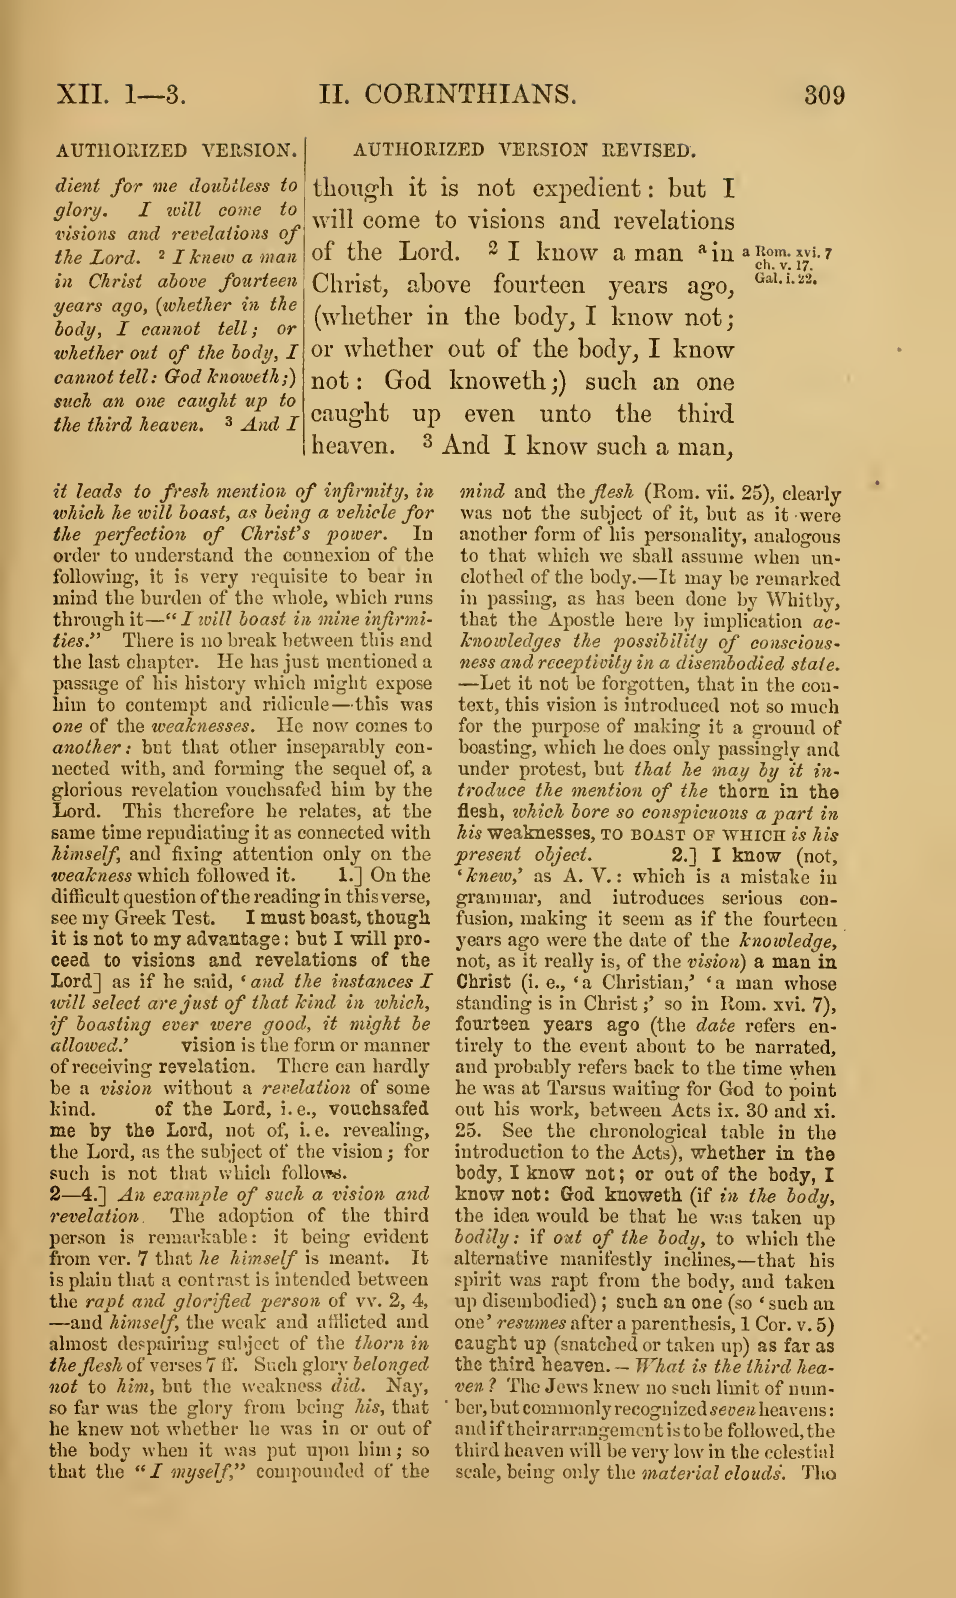 XII. 1—3.
II. CORINTHIANS.
309
AUTHORIZED VERSION.
dient for me doubtless to
glory. I will come to
visions and revelations of
the Lord. 2 I knew a man
in Christ above fourteen
years ago, (whether in the
body, I cannot tell; or
whether out of the body, I
cannot tell: God knoweth;)
such an one caught up to
the third heaven. 3 And I
AUTHORIZED VERSION REVISED.
though it is not expedient: but I
will come to visions and revelations
of the Lord. 2 I know a man a in
Christ, above fourteen years ago,
(whether in the body, I know not;
or whether out of the body, I know
not: God knoweth;) such an one
caught up even unto the third
heaven. 3 And I know such a man,
a Rom. xvi. 7
ch. v. 17.
Gal. i. 22.
it leads to fresh mention of infirmity, in
which he will boast, as being a vehicle for
the perfection of Christ's power. In
order to understand the connexion of the
following, it is very requisite to bear in
mind the burden of the whole, which runs
through it—“I will boast in mine infirmi-
ties.” There is no break between this and
the last chapter. He has just mentioned a
passage of his history which might expose
him to contempt and ridicule—this was
one of the weaknesses. He now comes to
another: but that other inseparably con-
nected with, and forming the sequel of, a
glorious revelation vouchsafed him by the
Lord. This therefore he relates, at the
same time repudiating it as connected with
himself, and fixing attention only on the
weakness which followed it. 1.] On the
difficult question of the reading in this verse,
see my Greek Test. I must boast, though
it is not to my advantage: but I will pro-
ceed to visions and revelations of the
Lord] as if he said, ‘and the instances I
will select are just of that kind in which,
if boasting ever were good, it might be
allowed.’ vision is the form or manner
of receiving revelation. There can hardly
be a vision without a revelation of some
kind. of the Lord, i. e., vouchsafed
me by the Lord, not of, i. e. revealing,
the Lord, as the subject of the vision; for
such is not that which follows.
2—4.] An example of such a vision and
revelation. The adoption of the third
person is remarkable: it being evident
from ver. 7 that he himself is meant. It
is plain that a contrast is intended between
the rapt and glorified person of vv. 2, 4,
—and himself, the weak and afflicted and
almost despairing subject of the thorn in
the flesh of verses 7 ff. Such glory belonged
not to him, but the weakness did. Nay,
so far was the glory from being his, that
he knew not whether he was in or out of
the body when it was put upon him; so
that the “I myself,” compounded of the
mind and the flesh (Rom. vii. 25), clearly
was not the subject of it, but as it were
another form of his personality, analogous
to that which we shall assume when un-
clothed of the body.—It may be remarked
in passing, as has been done by Whitby,
that the Apostle here by implication ac-
knowledges the possibility of conscious-
ness and receptivity in a disembodied state.
—Let it not be forgotten, that in the con-
text, this vision is introduced not so much
for the purpose of making it a ground of
boasting, which he does only passingly and
under protest, but that he may by it in-
troduce the mention of the thorn in the
flesh, which bore so conspicuous a part in
his weaknesses, TO BOAST OF WHICH is his
present object. 2.] I know (not,
‘knew,’ as A. V.: which is a mistake in
grammar, and introduces serious con-
fusion, making it seem as if the fourteen
years ago were the date of the knowledge,
not, as it really is, of the vision) a man in
Christ (i. e., ‘a Christian,’ ‘a man whose
standing is in Christ;’ so in Rom. xvi. 7),
fourteen years ago (the date refers en-
tirely to the event about to be narrated,
and probably refers back to the time when
he was at Tarsus waiting for God to point
out his work, between Acts ix. 30 and xi.
25. See the chronological table in the
introduction to the Acts), whether in the
body, I know not; or out of the body, I
know not: God knoweth (if in the body,
the idea would be that he was taken up
bodily: if out of the body, to which the
alternative manifestly inclines,—that his
spirit was rapt from the body, and taken
up disembodied); such an one (so ‘such an
one’ resumes after a parenthesis, 1 Cor. v. 5)
caught up (snatched or taken up) as far as
the third heaven.—What is the third hea-
ven? The Jews knew no such limit of num-
ber, but commonly recognized seven heavens:
and if their arrangement is to be followed, the
third heaven will be very low in the celestial
scale, being only the material clouds. The